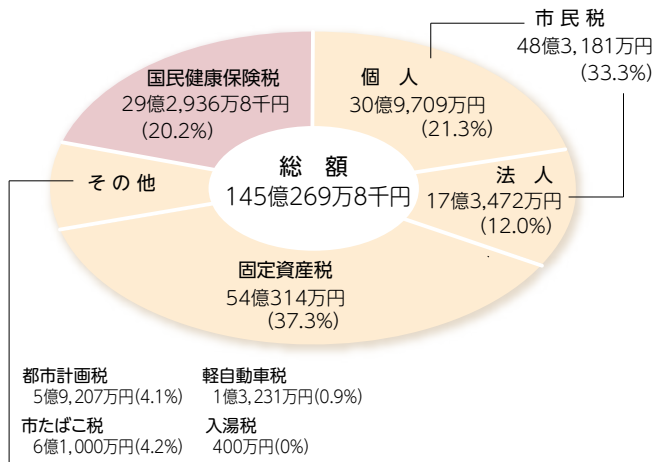 市 民 税
48億3,181万円
(33.3%)
国民健康保険税
29億2,936万8千円
(20.2%)
個　人
30億9,709万円
(21.3%)
総　額
145億269万8千円
そ の 他
法　人
17億3,472万円
(12.0%)
固定資産税
54億314万円
(37.3%)
都市計画税
5億9,207万円(4.1%)
軽自動車税
1億3,231万円(0.9%)
市たばこ税
6億1,000万円(4.2%)
入湯税
400万円(0%)